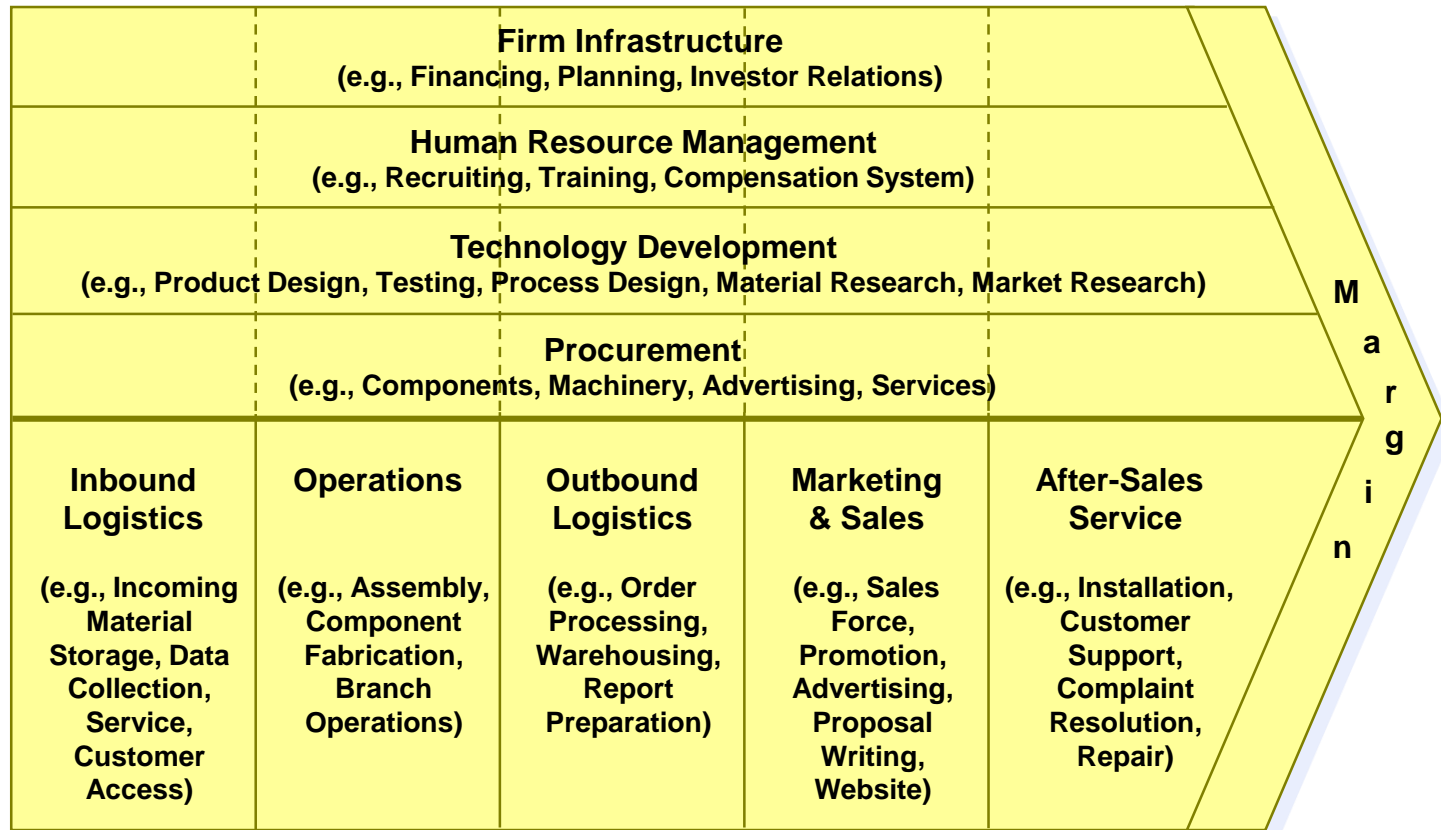 Firm Infrastructure
(e.g., Financing, Planning, Investor Relations)
Human Resource Management
(e.g., Recruiting, Training, Compensation System)
Technology Development
(e.g., Product Design, Testing, Process Design, Material Research, Market Research)
Procurement
(e.g., Components, Machinery, Advertising, Services)
Inbound
Logistics
(e.g., Incoming
Material
Storage, Data
Collection,
Service,
Customer
Access)
Operations
(e.g., Assembly,
Component
Fabrication,
Branch
Operations)
Outbound
Logistics
(e.g., Order
Processing,
Warehousing,
Report
Preparation)
Marketing
& Sales
(e.g., Sales
Force,
Promotion,
Advertising,
Proposal
Writing,
Website)
After-Sales
Service
(e.g., Installation,
Customer
Support,
Complaint
Resolution,
Repair)
Margin